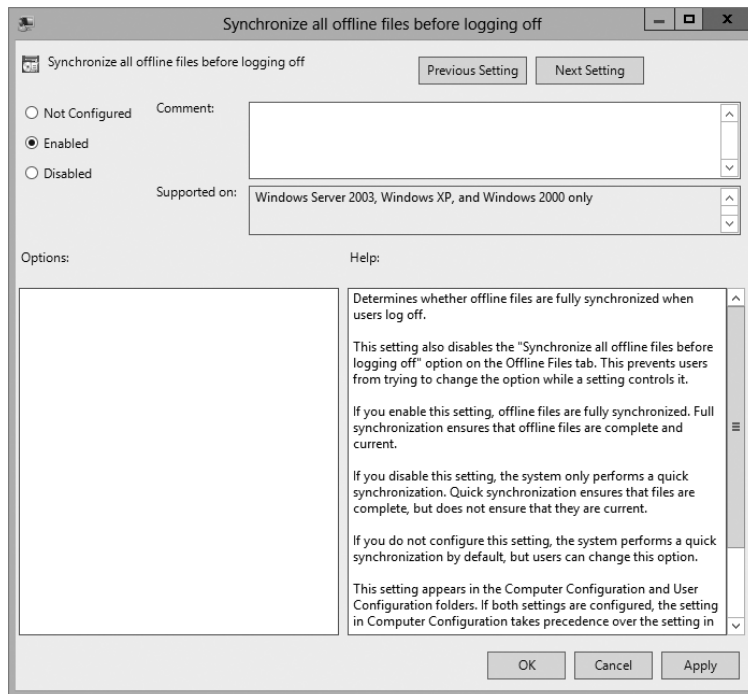 Synchronize all offline files before logging off
Synchronize all offline files before logging off
Previous Setting
Next Setting
Not Configured
Comment:
Enabled
Disabled
Supported on:
Windows Server 2003, Windows XP, and Windows 2000 only
Options:
Help:
Determines whether offline files are fully synchronized when
users log off.
This setting also disables the "Synchronize all offline files before
logging off" option on the Offline Files tab. This prevents users
from trying to change the option while a setting controls it.
If you enable this setting, offline files are fully synchronized. Full
synchronization ensures that offline files are complete and
current.
If you disable this setting, the system only performs a quick
synchronization. Quick synchronization ensures that files are
complete, but does not ensure that they are current.
If you do not configure this setting, the system performs a quick
synchronization by default, but users can change this option.
This setting appears in the Computer Configuration and User
Configuration folders. If both settings are configured, the setting
in Computer Configuration takes precedence over the setting in
OK
Cancel
Apply